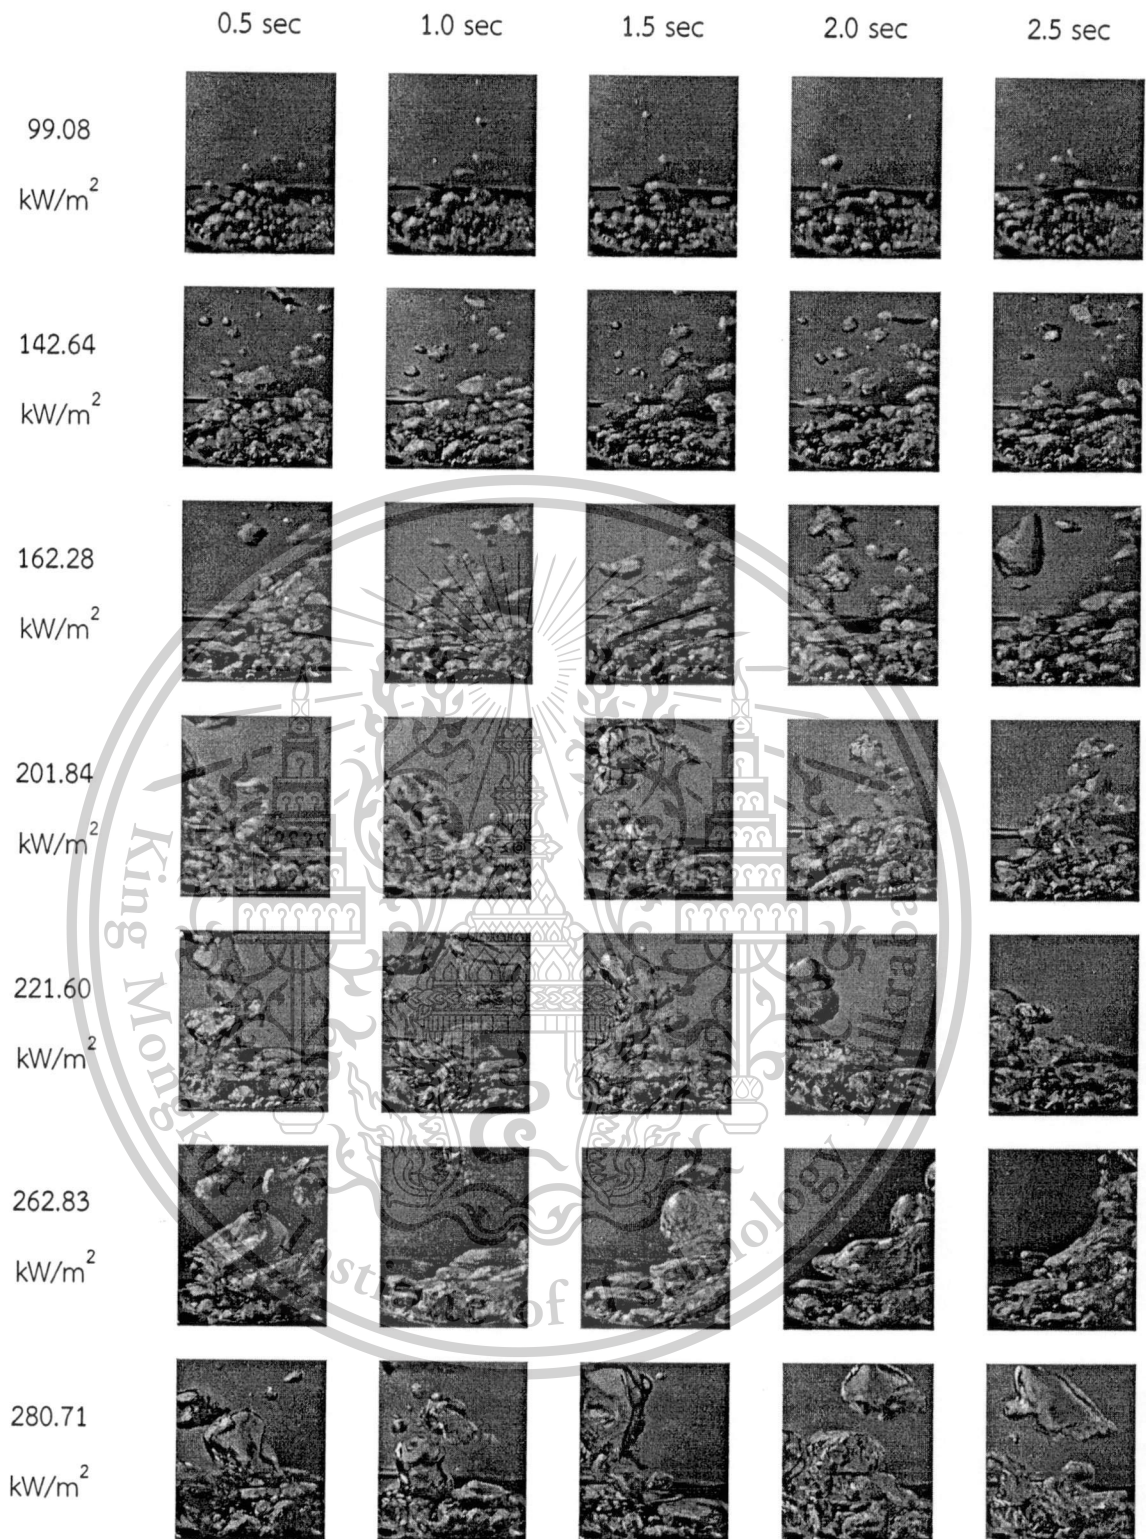 0.5 sec 1.0 sec 1.5 sec 2.0 sec 2.5 sec
99.08
kW/m²
142.64
kW/m²
162.28
kW/m²
201.84
kW/m²
221.60
kW/m²
262.83
kW/m²
280.71
kW/m²
King Mongkut's Institute of Technology Ladkrabang